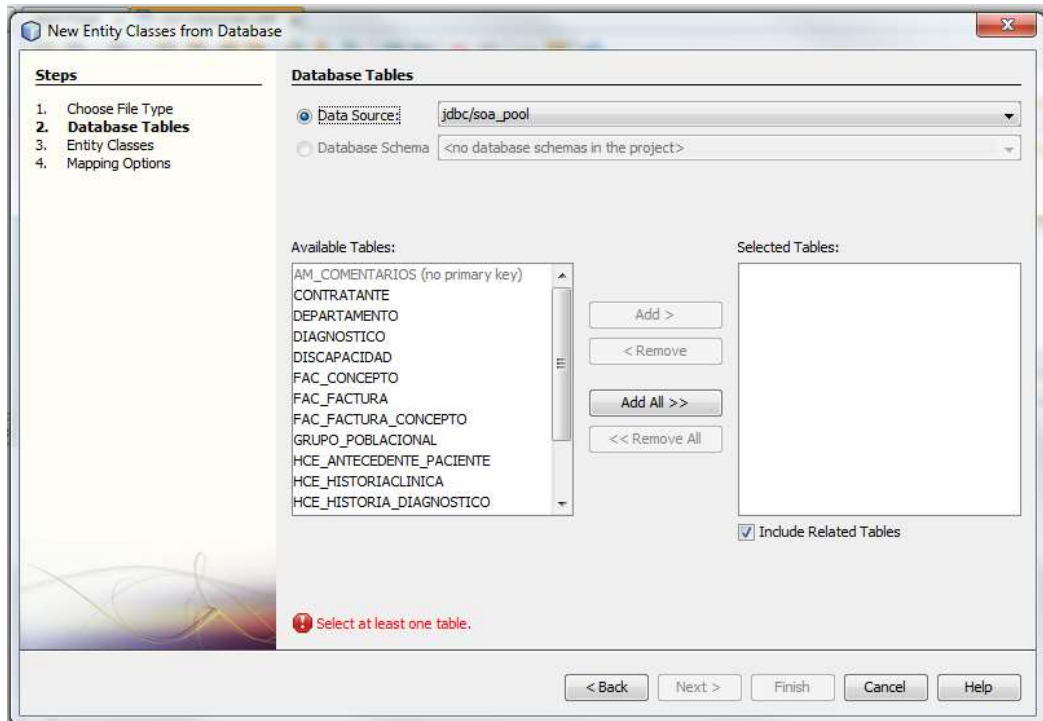 New Entity Classes from Database
Steps
1. Choose File Type
2. Database Tables
3. Entity Classes
4. Mapping Options
Database Tables
Data Source: jdbc/soa_pool
Database Schema <no database schemas in the project>
Available Tables:
AM_COMENTARIOS (no primary key)
CONTRATANTE
DEPARTAMENTO
DIAGNOSTICO
DISCAPACIDAD
FAC_CONCEPTO
FAC_FACTURA
FAC_FACTURA_CONCEPTO
GRUPO_POBLACIONAL
HCE_ANTECEDENTE_PACIENTE
HCE_HISTORIACLINICA
HCE_HISTORIA_DIAGNOSTICO
Add >
< Remove
Add All >>
<< Remove All
Selected Tables:
Include Related Tables
Select at least one table.
< Back Next > Finish Cancel Help